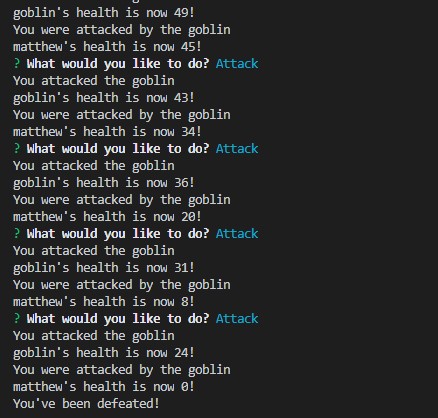 goblin's health is now 49!
You were attacked by the goblin
matthew's health is now 45!
? What would you like to do? Attack
You attacked the goblin
goblin's health is now 43!
You were attacked by the goblin
matthew's health is now 34!
? What would you like to do? Attack
You attacked the goblin
goblin's health is now 36!
You were attacked by the goblin
matthew's health is now 20!
? What would you like to do? Attack
You attacked the goblin
goblin's health is now 31!
You were attacked by the goblin
matthew's health is now 8!
? What would you like to do? Attack
You attacked the goblin
goblin's health is now 24!
You were attacked by the goblin
matthew's health is now 0!
You've been defeated!